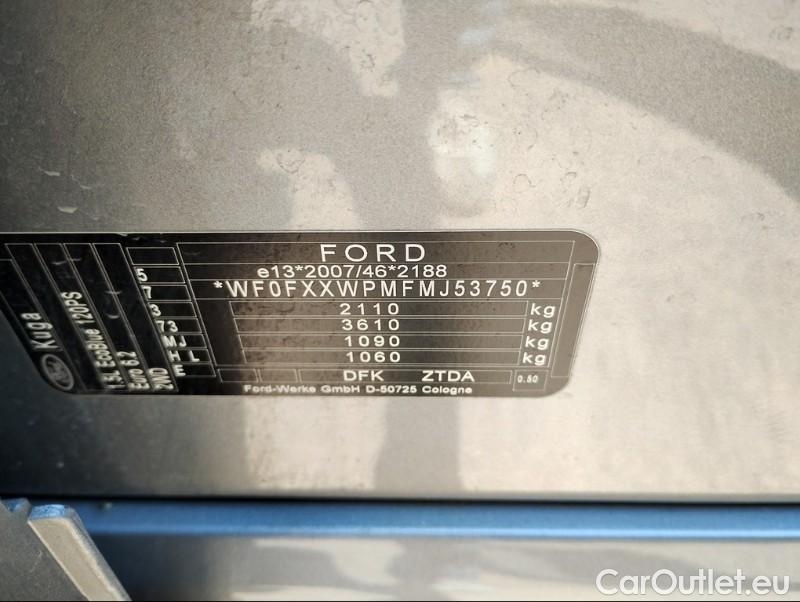 FORD
e13*2007/46*2188
*WF0FXXWPMFMJ53750*
2110 kg
3610 kg
1090 kg
1060 kg
DFK ZTDA 0.50
Ford-Werke GmbH D-50725 Cologne
5
7
3
73
MJ
H L
E
Ford
Kuga
1.5L EcoBlue 120PS
Euro 6.2
2ND
CarOutlet.eu